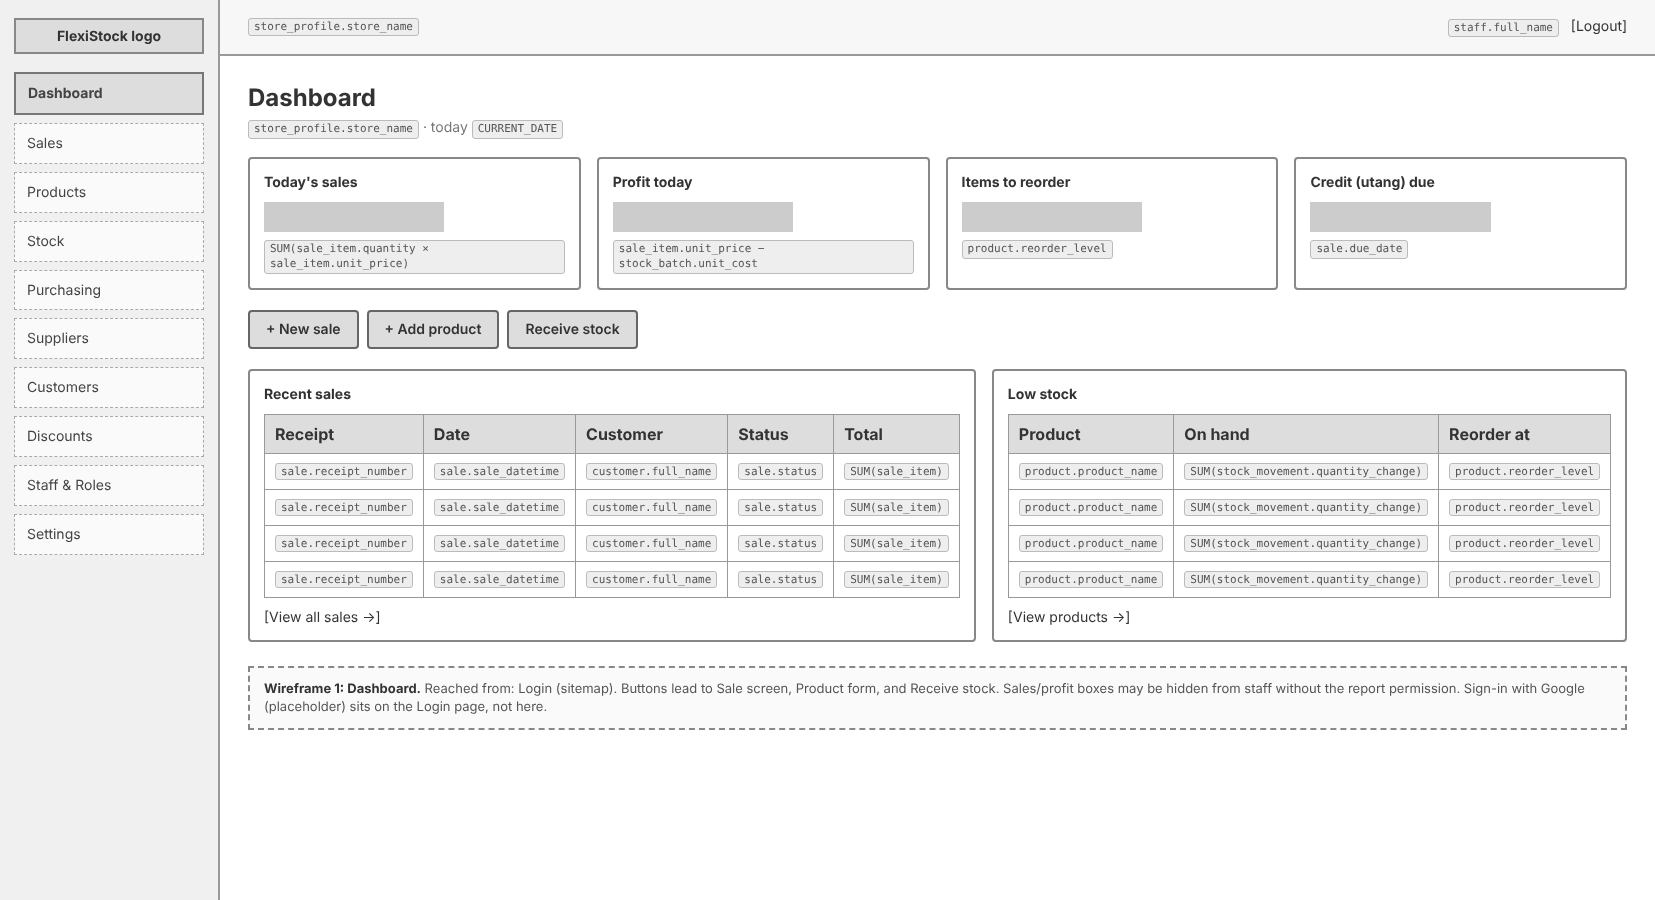 FlexiStock logo
Dashboard
Sales
Products
Stock
Purchasing
Suppliers
Customers
Discounts
Staff & Roles
Settings
store_profile.store_name
staff.full_name [Logout]
Dashboard
store_profile.store_name · today CURRENT_DATE
Today's sales
SUM(sale_item.quantity ×
sale_item.unit_price)
Profit today
sale_item.unit_price −
stock_batch.unit_cost
Items to reorder
product.reorder_level
Credit (utang) due
sale.due_date
+ New sale
+ Add product
Receive stock
Recent sales
Receipt Date Customer Status Total
sale.receipt_number sale.sale_datetime customer.full_name sale.status SUM(sale_item)
sale.receipt_number sale.sale_datetime customer.full_name sale.status SUM(sale_item)
sale.receipt_number sale.sale_datetime customer.full_name sale.status SUM(sale_item)
sale.receipt_number sale.sale_datetime customer.full_name sale.status SUM(sale_item)
[View all sales →]
Low stock
Product On hand Reorder at
product.product_name SUM(stock_movement.quantity_change) product.reorder_level
product.product_name SUM(stock_movement.quantity_change) product.reorder_level
product.product_name SUM(stock_movement.quantity_change) product.reorder_level
product.product_name SUM(stock_movement.quantity_change) product.reorder_level
[View products →]
Wireframe 1: Dashboard. Reached from: Login (sitemap). Buttons lead to Sale screen, Product form, and Receive stock. Sales/profit boxes may be hidden from staff without the report permission. Sign-in with Google
(placeholder) sits on the Login page, not here.